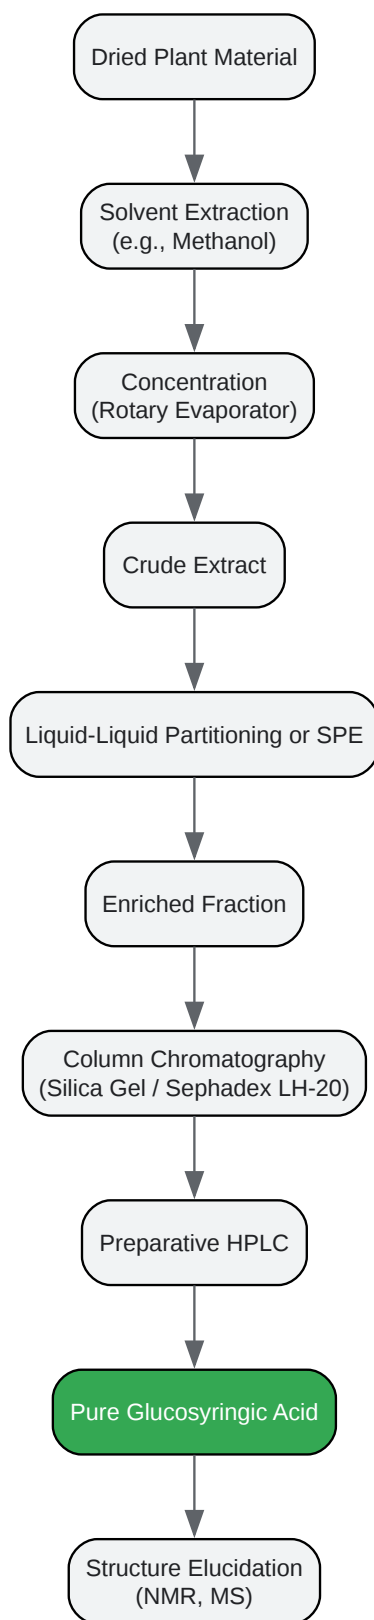 Dried Plant Material
Solvent Extraction
(e.g., Methanol)
Concentration
(Rotary Evaporator)
Crude Extract
Liquid-Liquid Partitioning or SPE
Enriched Fraction
Column Chromatography
(Silica Gel / Sephadex LH-20)
Preparative HPLC
Pure Glucosyringic Acid
Structure Elucidation
(NMR, MS)